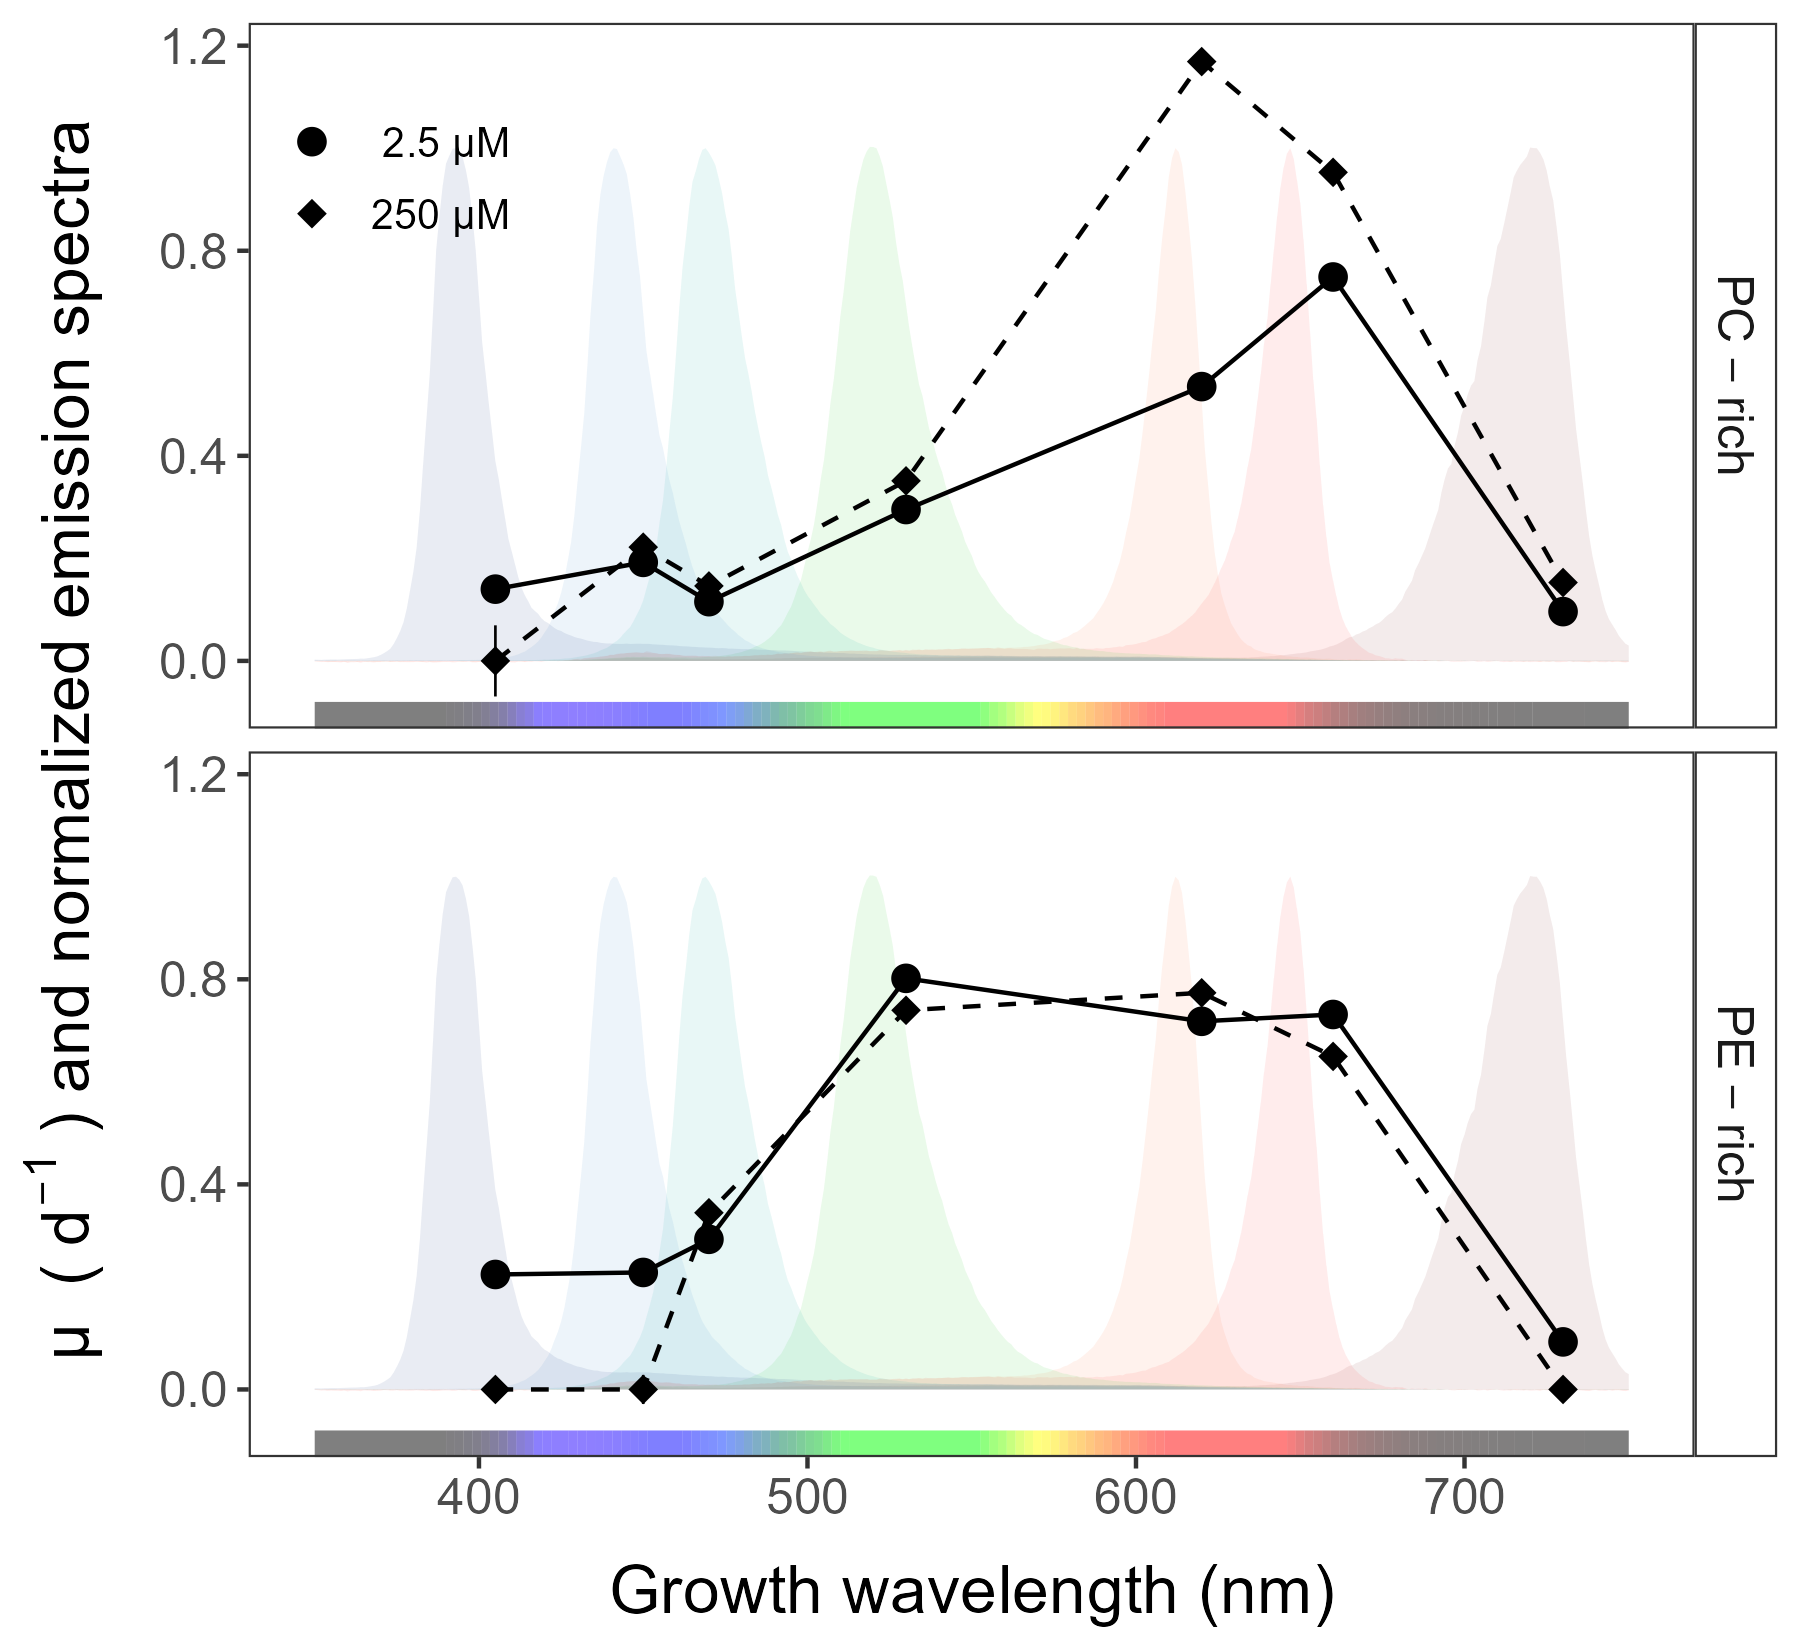 μ ( d⁻¹ ) and normalized emission spectra
1.2
0.8
0.4
0.0
2.5 μM
250 μM
PC – rich
1.2
0.8
0.4
0.0
PE – rich
400 500 600 700
Growth wavelength (nm)